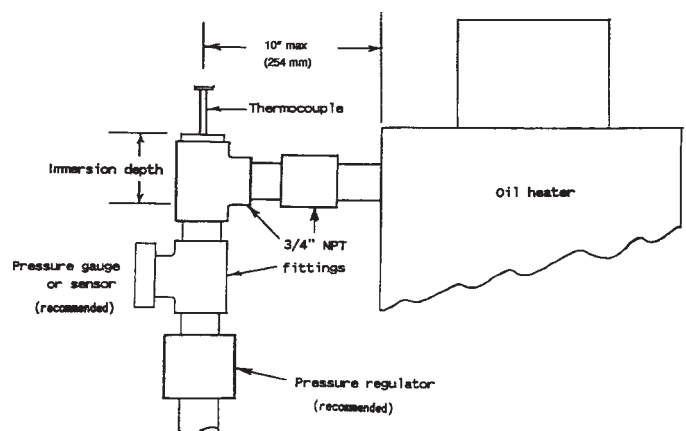 10" max
(254 mm)
Thermocouple
Immersion depth
Oil heater
3/4" NPT
fittings
Pressure gauge
or sensor
(recommended)
Pressure regulator
(recommended)